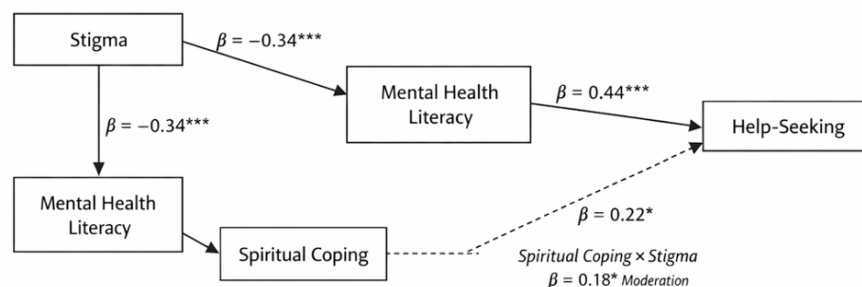 Stigma
β = −0.34***
Mental Health
Literacy
β = 0.44***
Help-Seeking
β = −0.34***
Mental Health
Literacy
Spiritual Coping
β = 0.22*
Spiritual Coping × Stigma
β = 0.18* Moderation